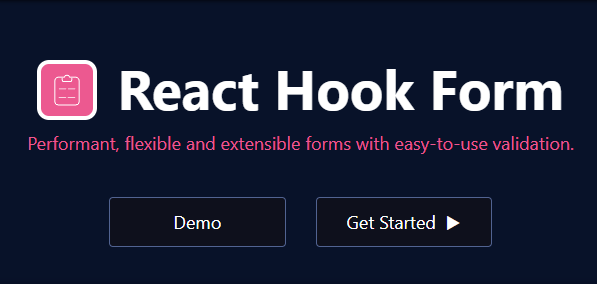 React Hook Form
Performant, flexible and extensible forms with easy-to-use validation.
Demo
Get Started ▶